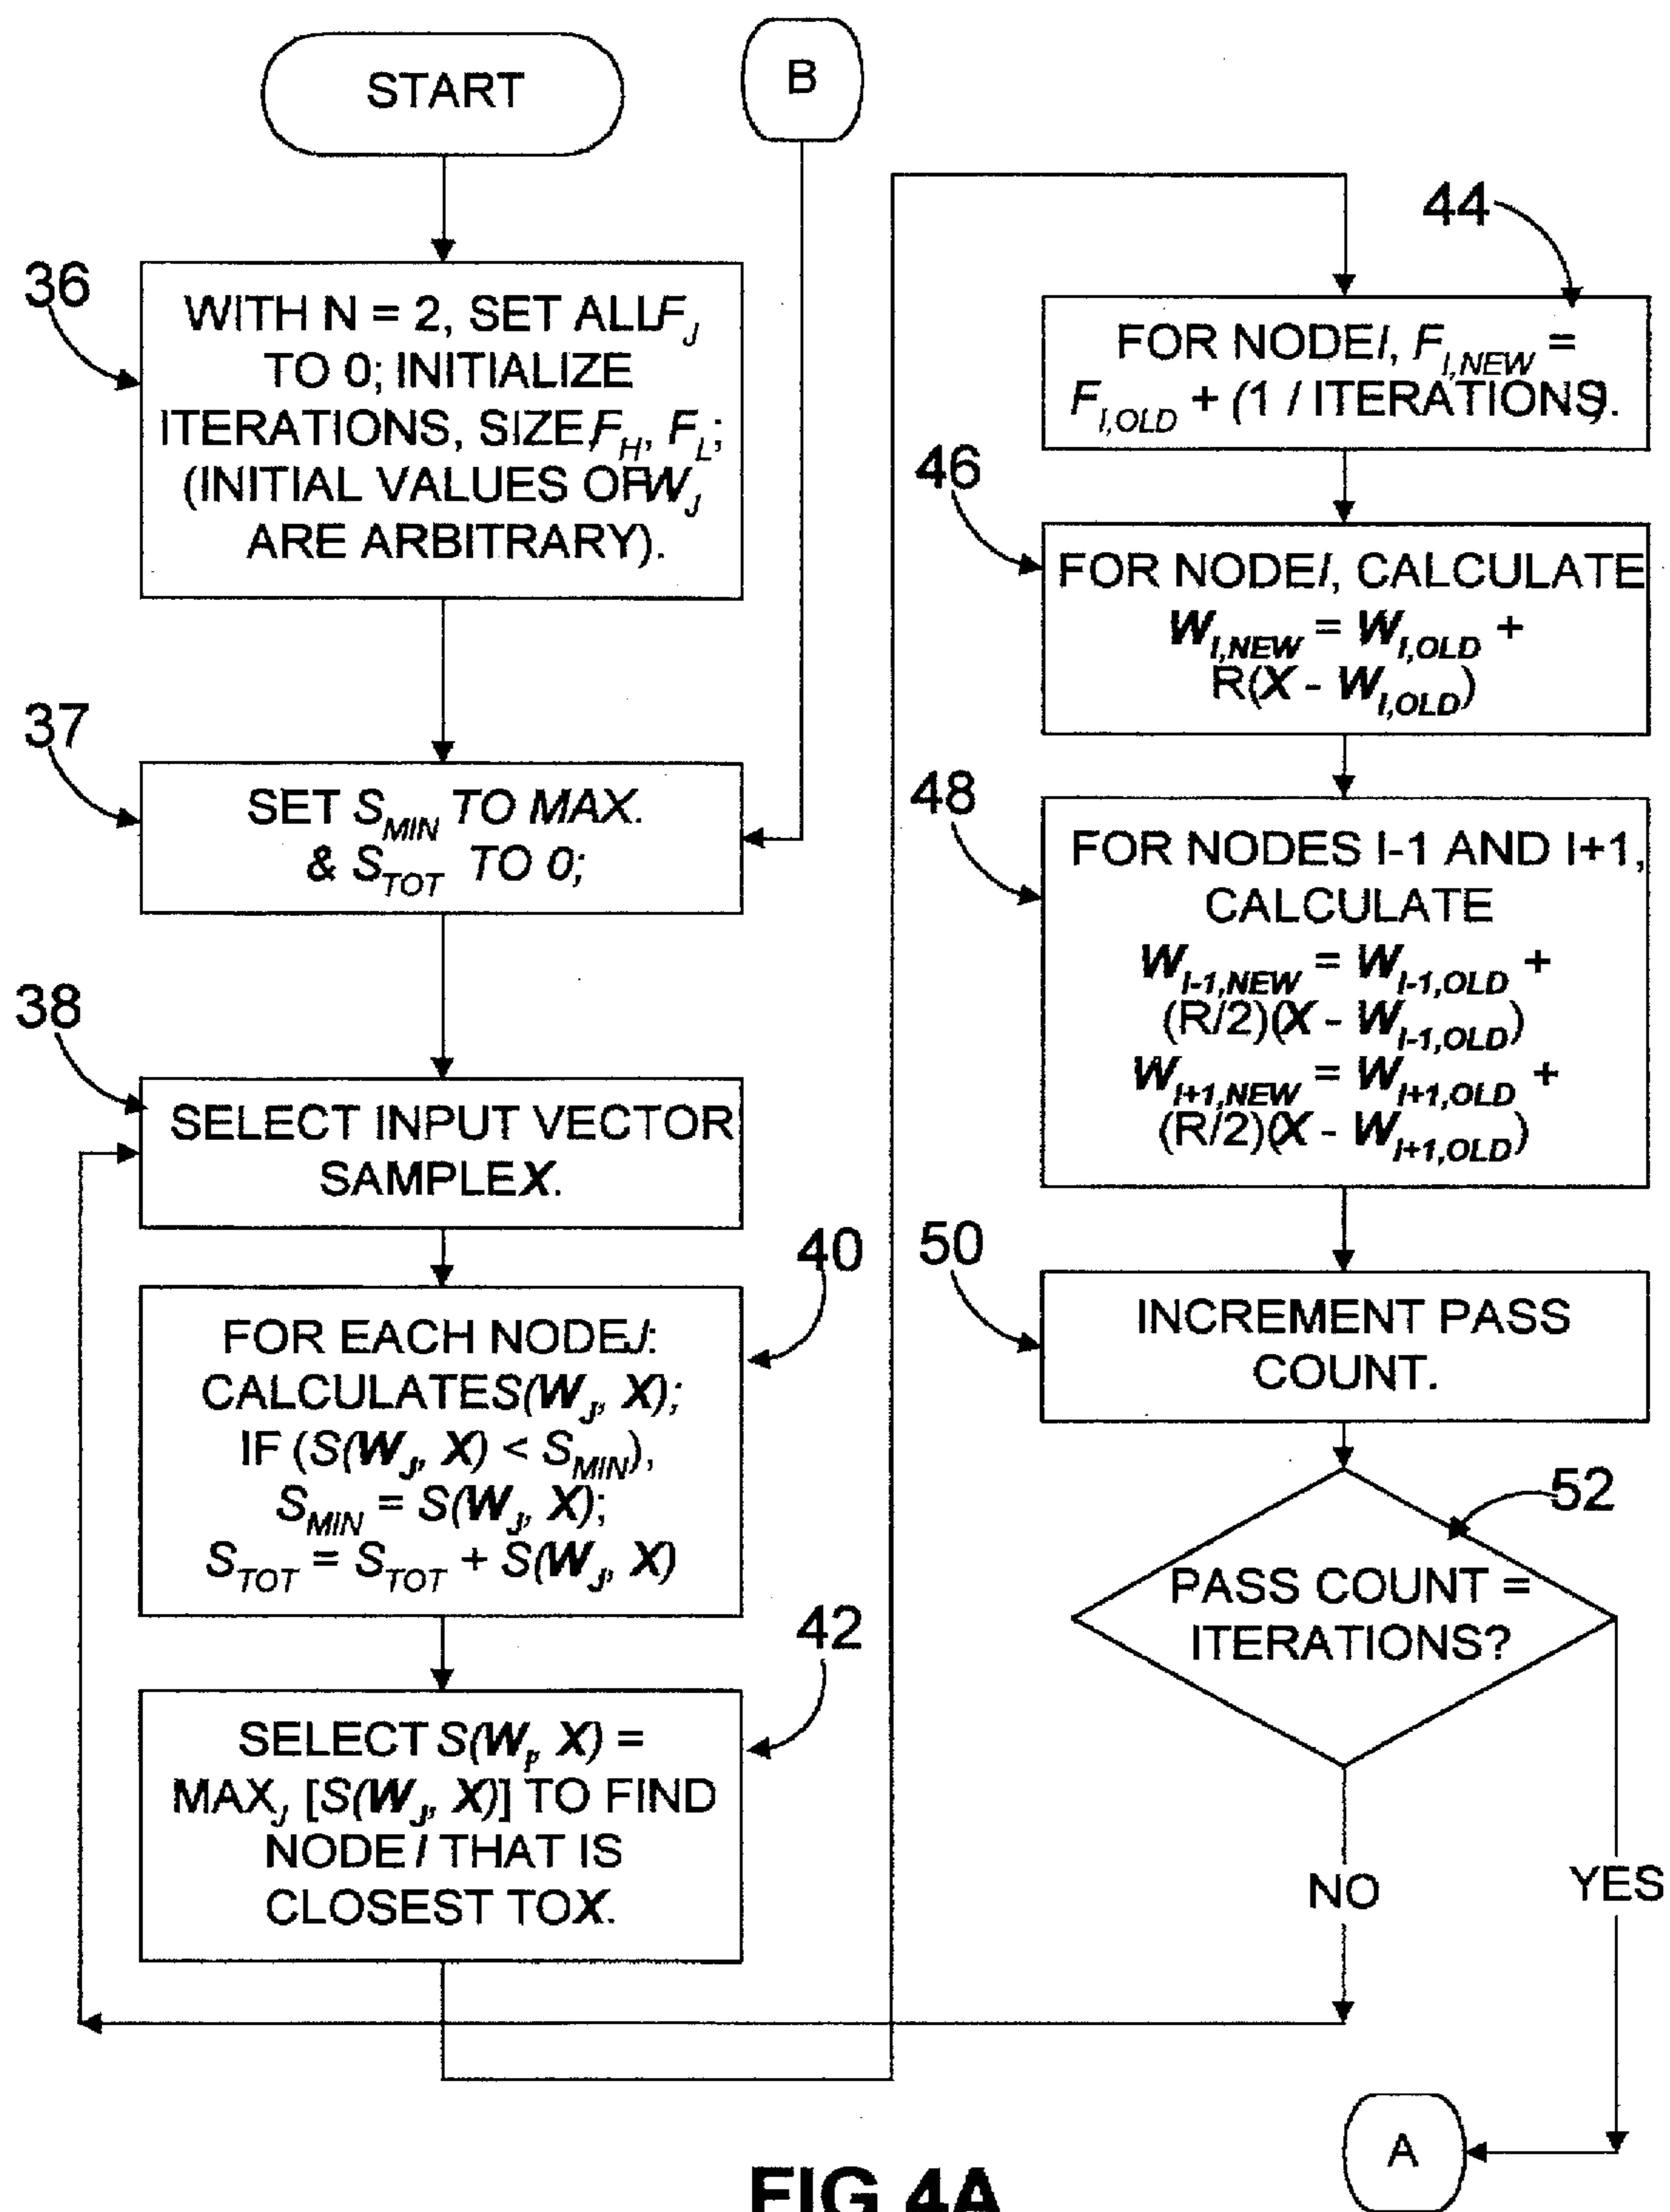 START
B
36
WITH N = 2, SET ALL F_J
TO 0; INITIALIZE
ITERATIONS, SIZE, F_H, F_L;
(INITIAL VALUES OF W_J
ARE ARBITRARY).
37
SET S_MIN TO MAX.
& S_TOT TO 0;
38
SELECT INPUT VECTOR
SAMPLE X.
40
FOR EACH NODE J:
CALCULATE S(W_J, X);
IF (S(W_J, X) < S_MIN),
S_MIN = S(W_J, X);
S_TOT = S_TOT + S(W_J, X)
42
SELECT S(W_I, X) =
MAX_J [S(W_J, X)] TO FIND
NODE I THAT IS
CLOSEST TO X.
44
FOR NODE I, F_I,NEW =
F_I,OLD + (1 / ITERATIONS).
46
FOR NODE I, CALCULATE
W_I,NEW = W_I,OLD +
R(X - W_I,OLD)
48
FOR NODES I-1 AND I+1,
CALCULATE
W_I-1,NEW = W_I-1,OLD +
(R/2)(X - W_I-1,OLD)
W_I+1,NEW = W_I+1,OLD +
(R/2)(X - W_I+1,OLD)
50
INCREMENT PASS
COUNT.
52
PASS COUNT =
ITERATIONS?
NO
YES
A
FIG 4A